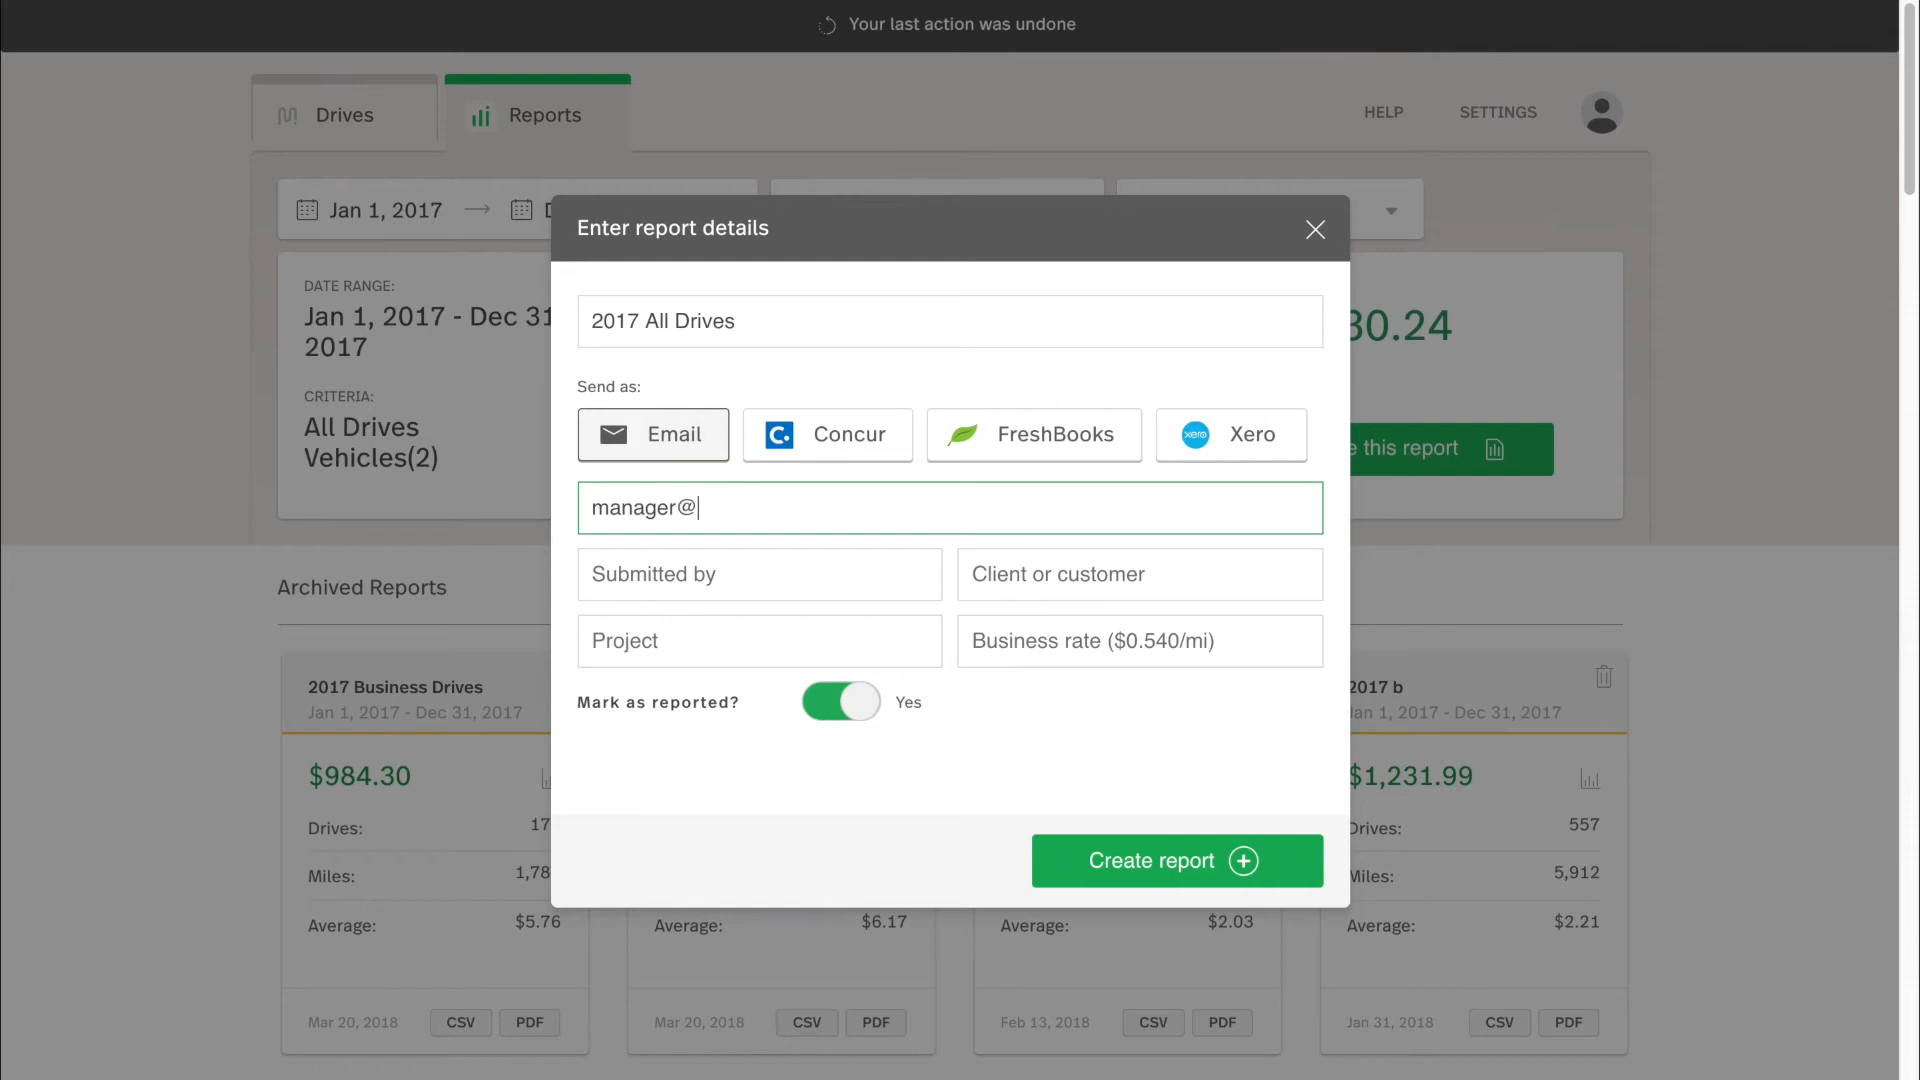 Your last action was undone
Drives
Reports
HELP
SETTINGS
Jan 1, 2017
Enter report details
DATE RANGE:
Jan 1, 2017 - Dec 31
2017
CRITERIA:
All Drives
Vehicles(2)
30.24
this report
2017 All Drives
Send as:
Email
Concur
FreshBooks
xero
Xero
manager@
Submitted by
Client or customer
Project
Business rate ($0.540/mi)
Mark as reported?
Yes
Create report
Archived Reports
2017 Business Drives
Jan 1, 2017 - Dec 31, 2017
$984.30
Drives: 17
Miles: 1,78
Average: $5.76
Mar 20, 2018
CSV
PDF
Average: $6.17
Mar 20, 2018
CSV
PDF
Average: $2.03
Feb 13, 2018
CSV
PDF
2017 b
Jan 1, 2017 - Dec 31, 2017
$1,231.99
Drives: 557
Miles: 5,912
Average: $2.21
Jan 31, 2018
CSV
PDF